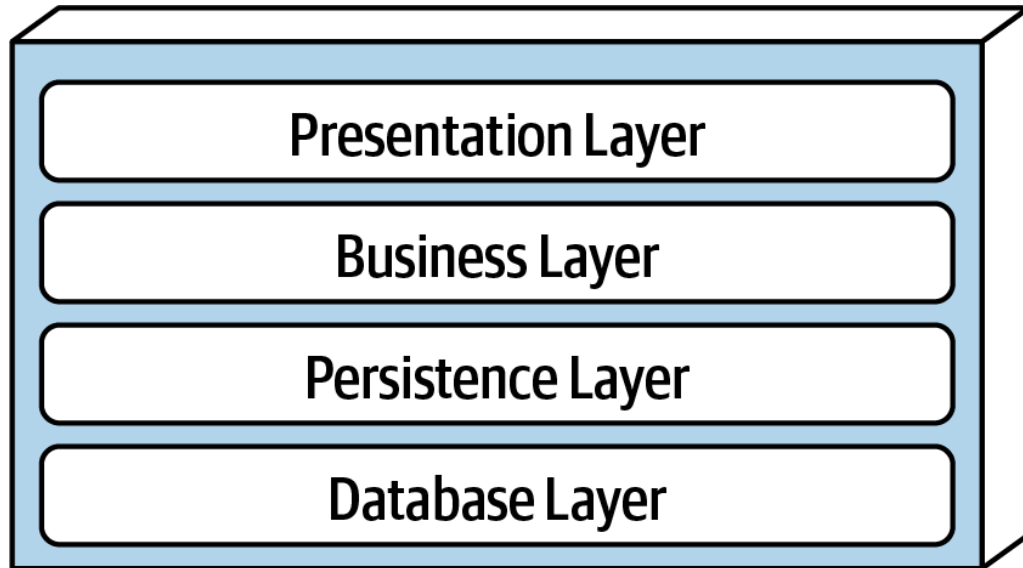 Presentation Layer
Business Layer
Persistence Layer
Database Layer